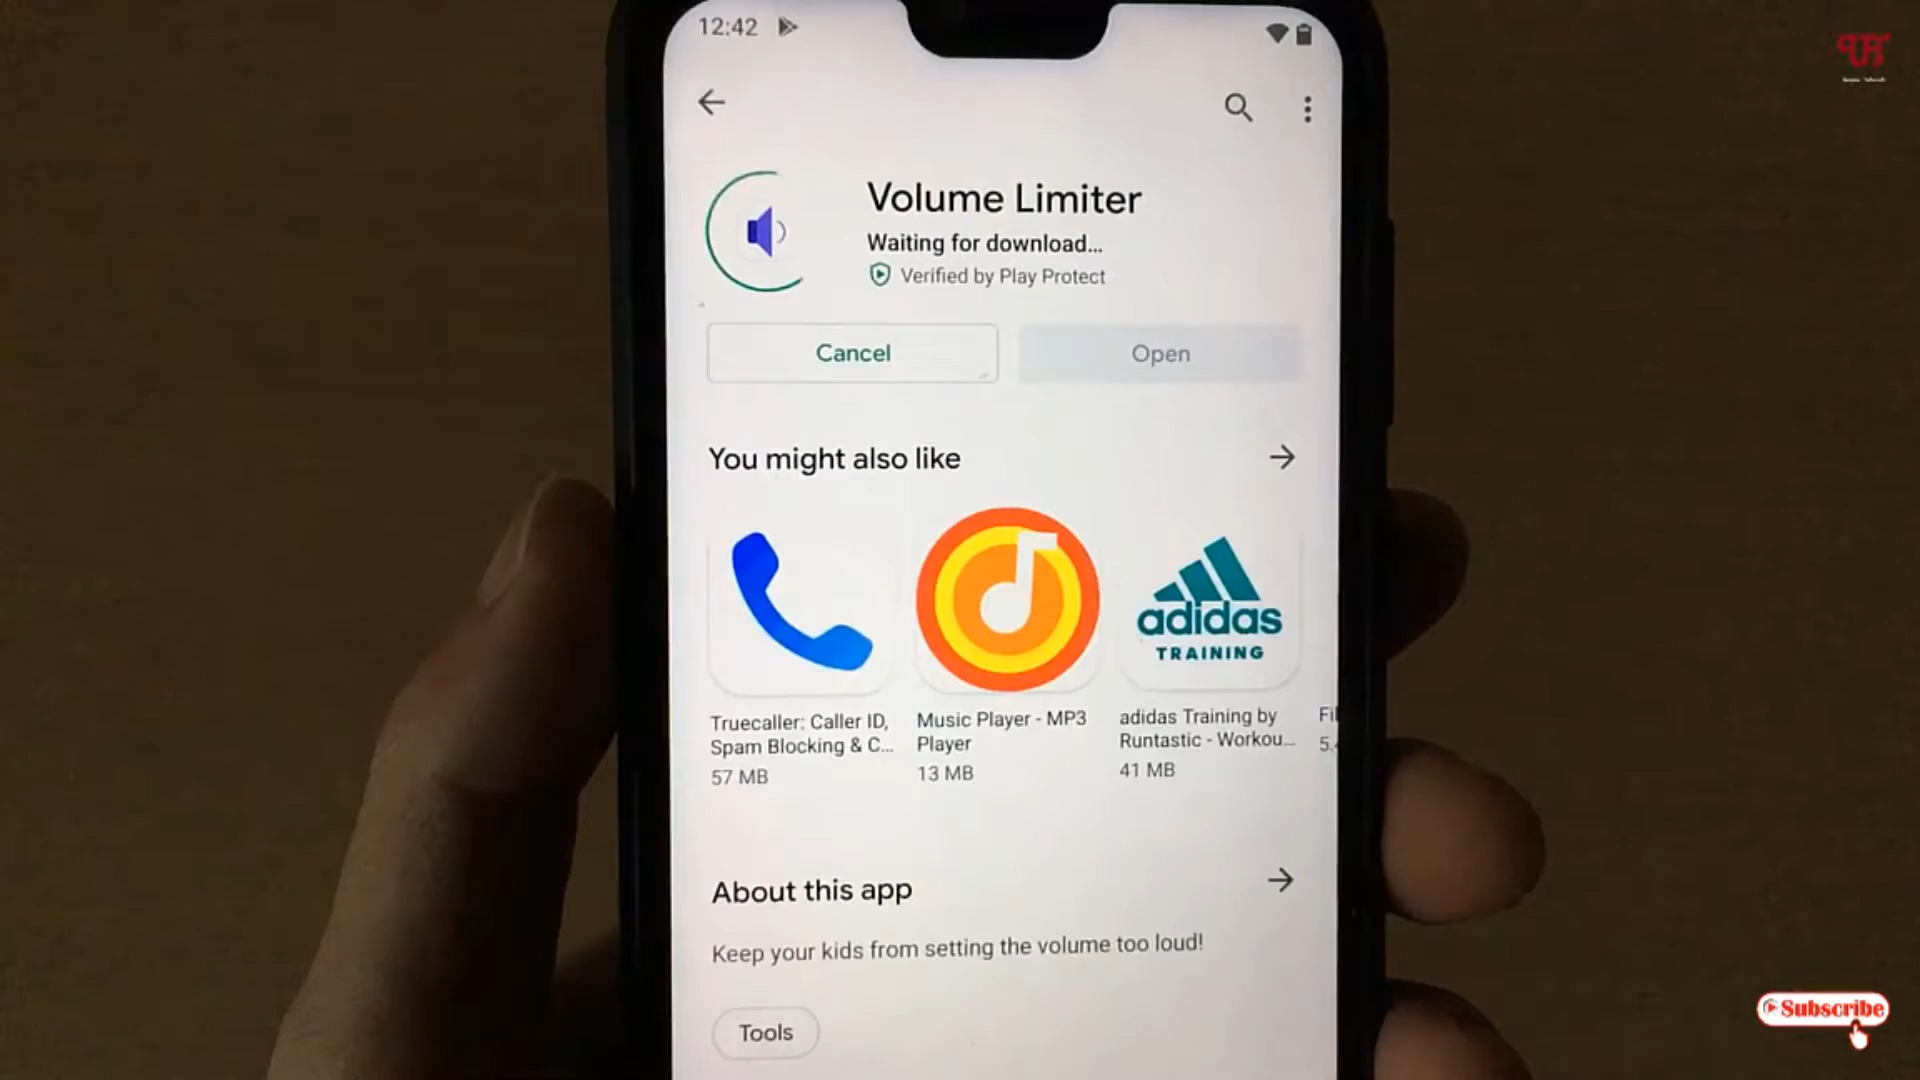 12:42
Volume Limiter
Waiting for download...
Verified by Play Protect
Cancel
Open
You might also like
adidas
TRAINING
Truecaller: Caller ID,
Spam Blocking & C...
57 MB
Music Player - MP3
Player
13 MB
adidas Training by
Runtastic - Workou...
41 MB
About this app
Keep your kids from setting the volume too loud!
Tools
Subscribe